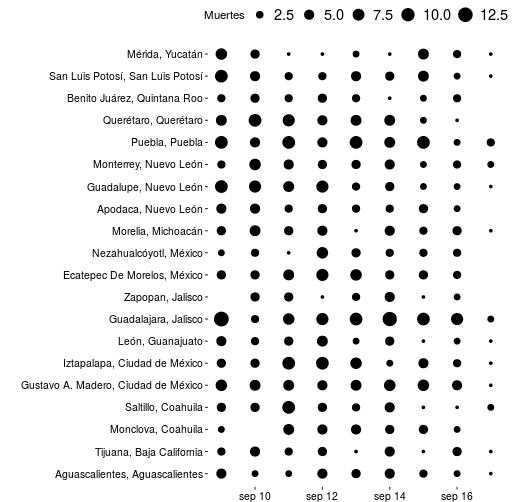 Muertes 2.5 5.0 7.5 10.0 12.5
Mérida, Yucatán
San Luis Potosí, San Luis Potosí
Benito Juárez, Quintana Roo
Querétaro, Querétaro
Puebla, Puebla
Monterrey, Nuevo León
Guadalupe, Nuevo León
Apodaca, Nuevo León
Morelia, Michoacán
Nezahualcóyotl, México
Ecatepec De Morelos, México
Zapopan, Jalisco
Guadalajara, Jalisco
León, Guanajuato
Iztapalapa, Ciudad de México
Gustavo A. Madero, Ciudad de México
Saltillo, Coahuila
Monclova, Coahuila
Tijuana, Baja California
Aguascalientes, Aguascalientes
sep 10 sep 12 sep 14 sep 16